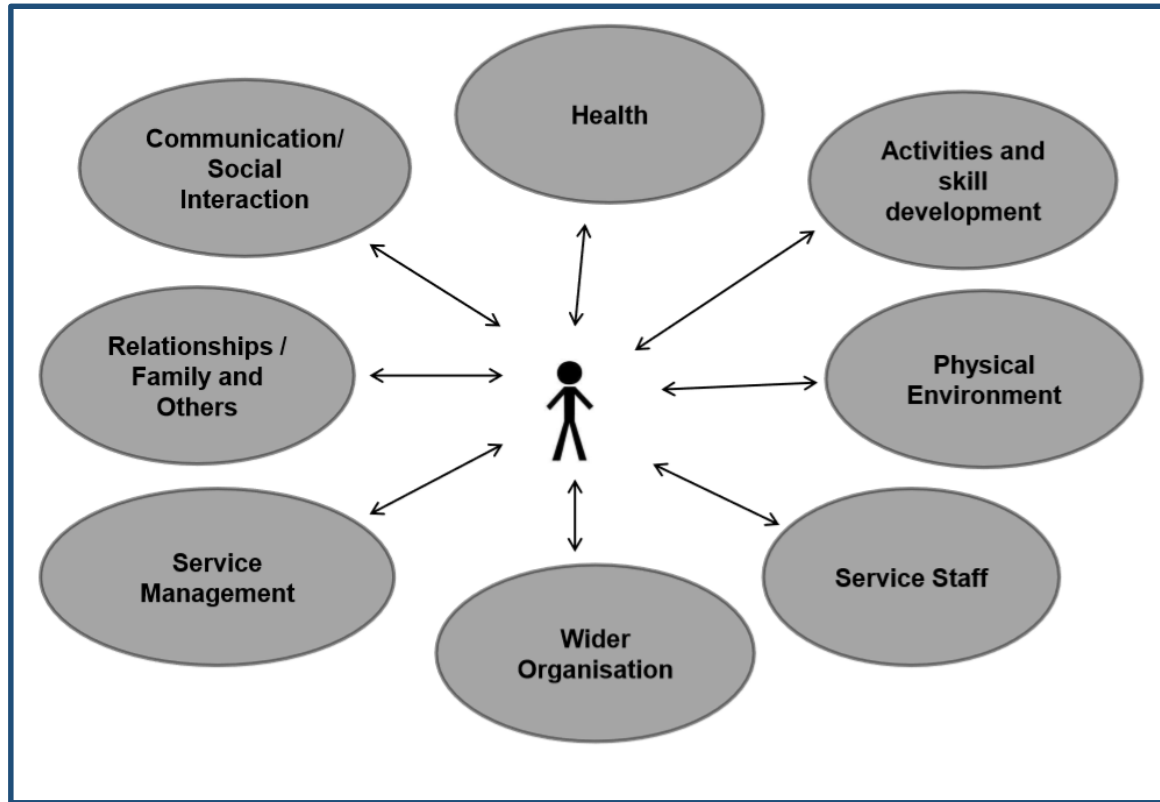 Health
Communication/
Social
Interaction
Activities and
skill
development
Relationships /
Family and
Others
Physical
Environment
Service
Management
Service Staff
Wider
Organisation